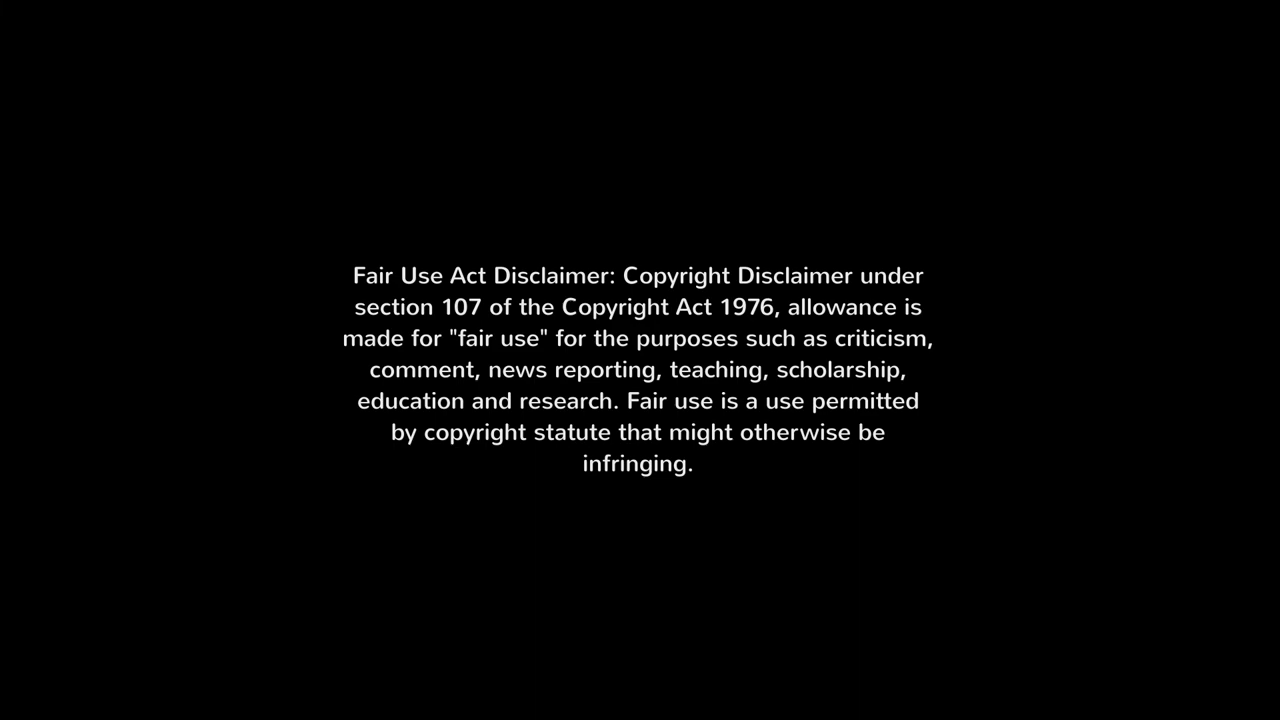 Fair Use Act Disclaimer: Copyright Disclaimer under
section 107 of the Copyright Act 1976, allowance is
made for "fair use" for the purposes such as criticism,
comment, news reporting, teaching, scholarship,
education and research. Fair use is a use permitted
by copyright statute that might otherwise be
infringing.